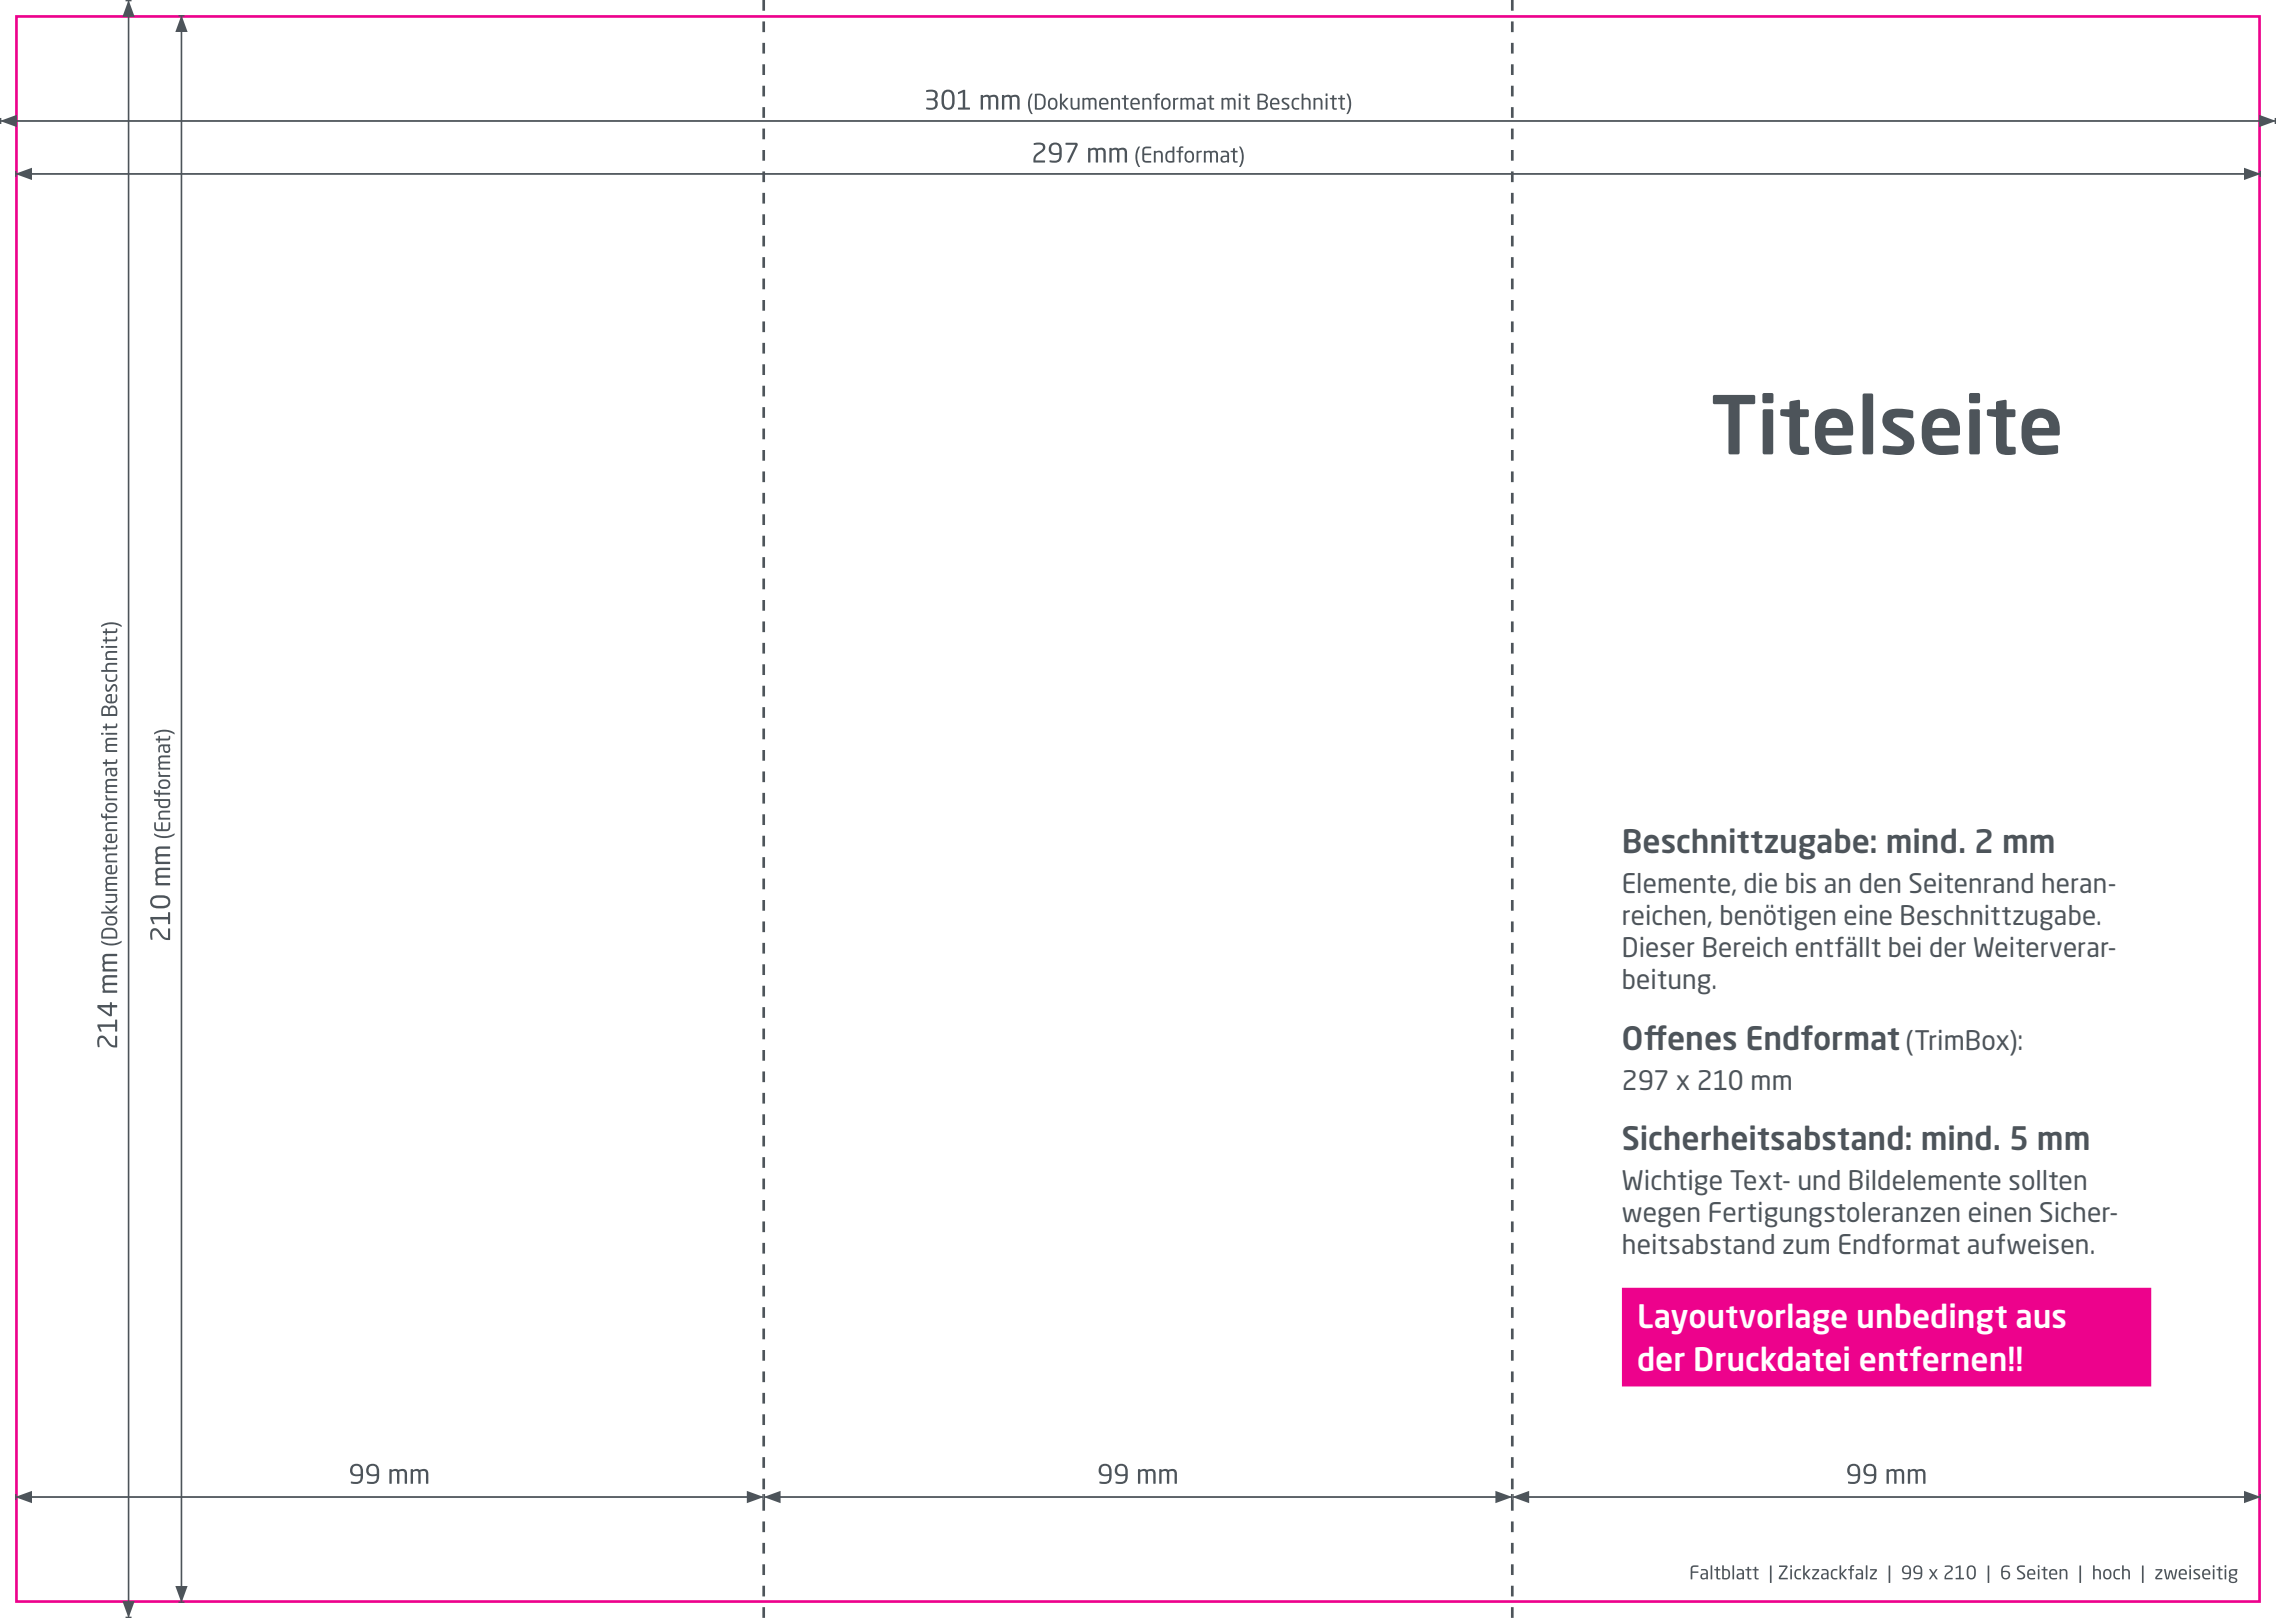 301 mm (Dokumentenformat mit Beschnitt)
297 mm (Endformat)
214 mm (Dokumentenformat mit Beschnitt)
210 mm (Endformat)
Titelseite
Beschnittzugabe: mind. 2 mm
Elemente, die bis an den Seitenrand heran-
reichen, benötigen eine Beschnittzugabe.
Dieser Bereich entfällt bei der Weiterverar-
beitung.
Offenes Endformat (TrimBox):
297 x 210 mm
Sicherheitsabstand: mind. 5 mm
Wichtige Text- und Bildelemente sollten
wegen Fertigungstoleranzen einen Sicher-
heitsabstand zum Endformat aufweisen.
Layoutvorlage unbedingt aus
der Druckdatei entfernen!!
99 mm 99 mm 99 mm
Faltblatt | Zickzackfalz | 99 x 210 | 6 Seiten | hoch | zweiseitig